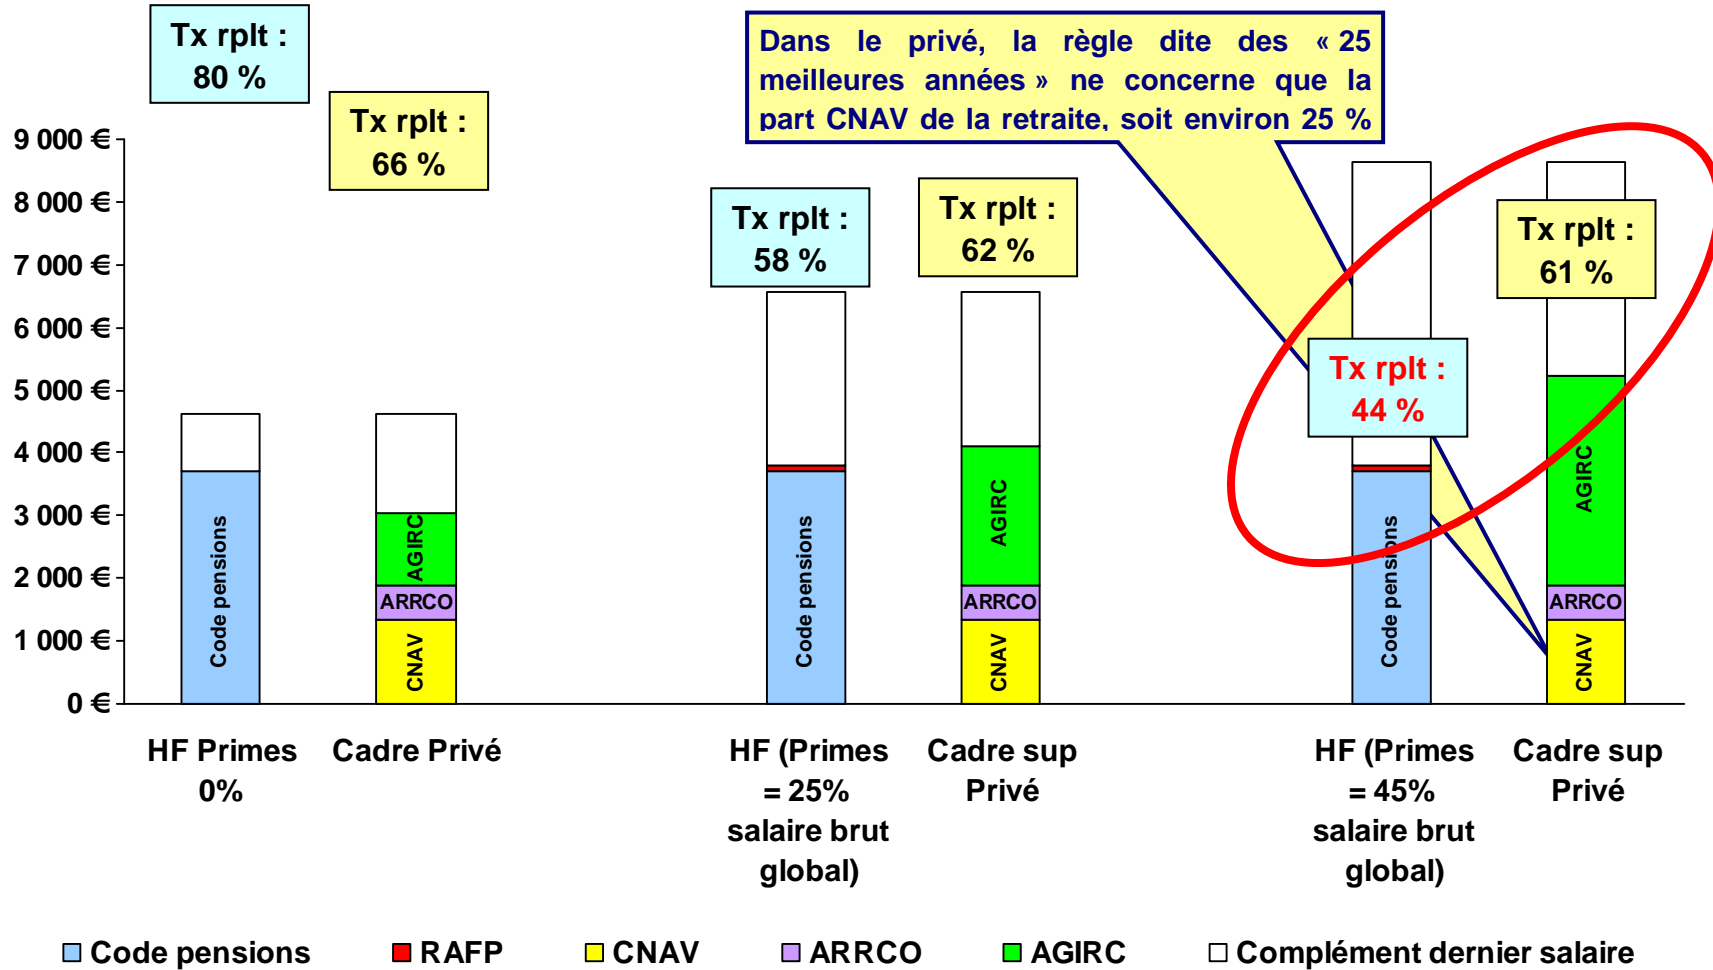 Tx rplt :
80 %
Tx rplt :
66 %
Dans le privé, la règle dite des « 25
meilleures années » ne concerne que la
part CNAV de la retraite, soit environ 25 %
Tx rplt :
58 %
Tx rplt :
62 %
Tx rplt :
61 %
Tx rplt :
44 %
9 000 €
8 000 €
7 000 €
6 000 €
5 000 €
4 000 €
3 000 €
2 000 €
1 000 €
0 €
Code pensions
AGIRC
ARRCO
CNAV
Code pensions
AGIRC
ARRCO
CNAV
Code pensions
AGIRC
ARRCO
CNAV
HF Primes
0%
Cadre Privé
HF (Primes
= 25%
salaire brut
global)
Cadre sup
Privé
HF (Primes
= 45%
salaire brut
global)
Cadre sup
Privé
Code pensions
RAFP
CNAV
ARRCO
AGIRC
Complément dernier salaire